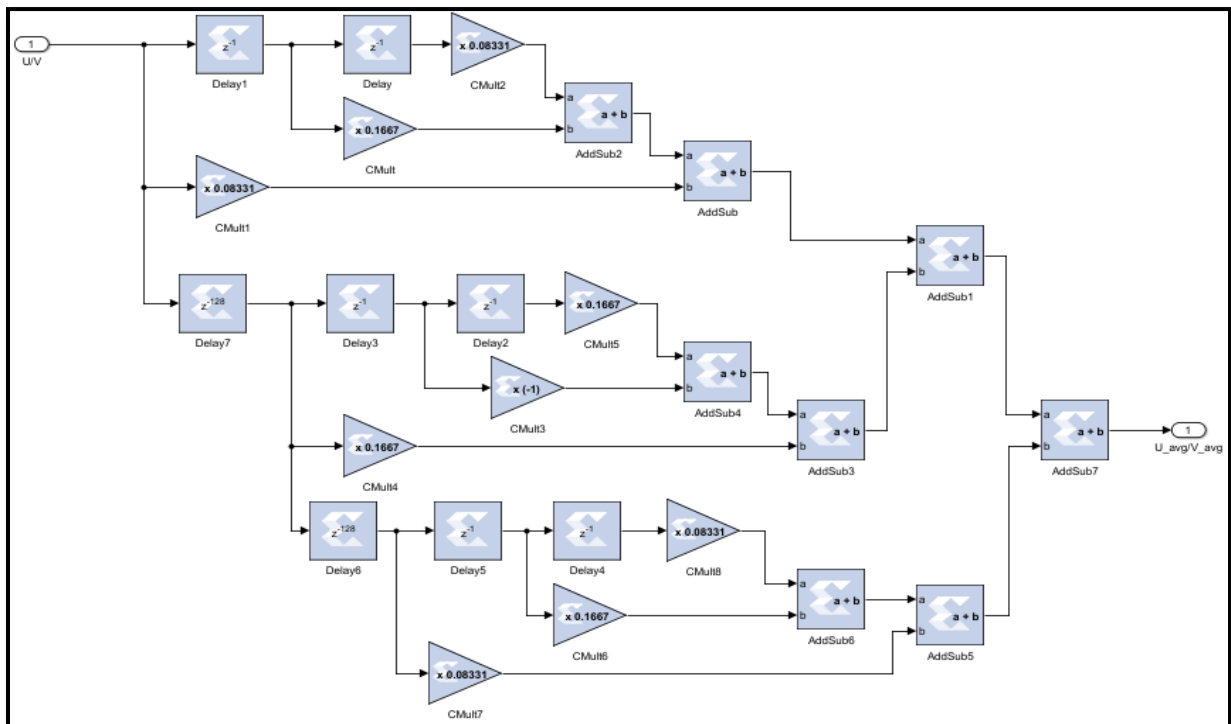 1
U/V
z-1
Delay1
z-1
Delay
x 0.08331
CMult2
x 0.1667
CMult
a
b
a + b
AddSub2
x 0.08331
CMult1
a
b
a + b
AddSub
a
b
a + b
AddSub1
z-128
Delay7
z-1
Delay3
z-1
Delay2
x 0.1667
CMult5
x (-1)
CMult3
a
b
a + b
AddSub4
x 0.1667
CMult4
a
b
a + b
AddSub3
a
b
a + b
AddSub7
1
U_avg/V_avg
z-128
Delay6
z-1
Delay5
z-1
Delay4
x 0.08331
CMult8
x 0.1667
CMult6
a
b
a + b
AddSub6
a
b
a + b
AddSub5
x 0.08331
CMult7